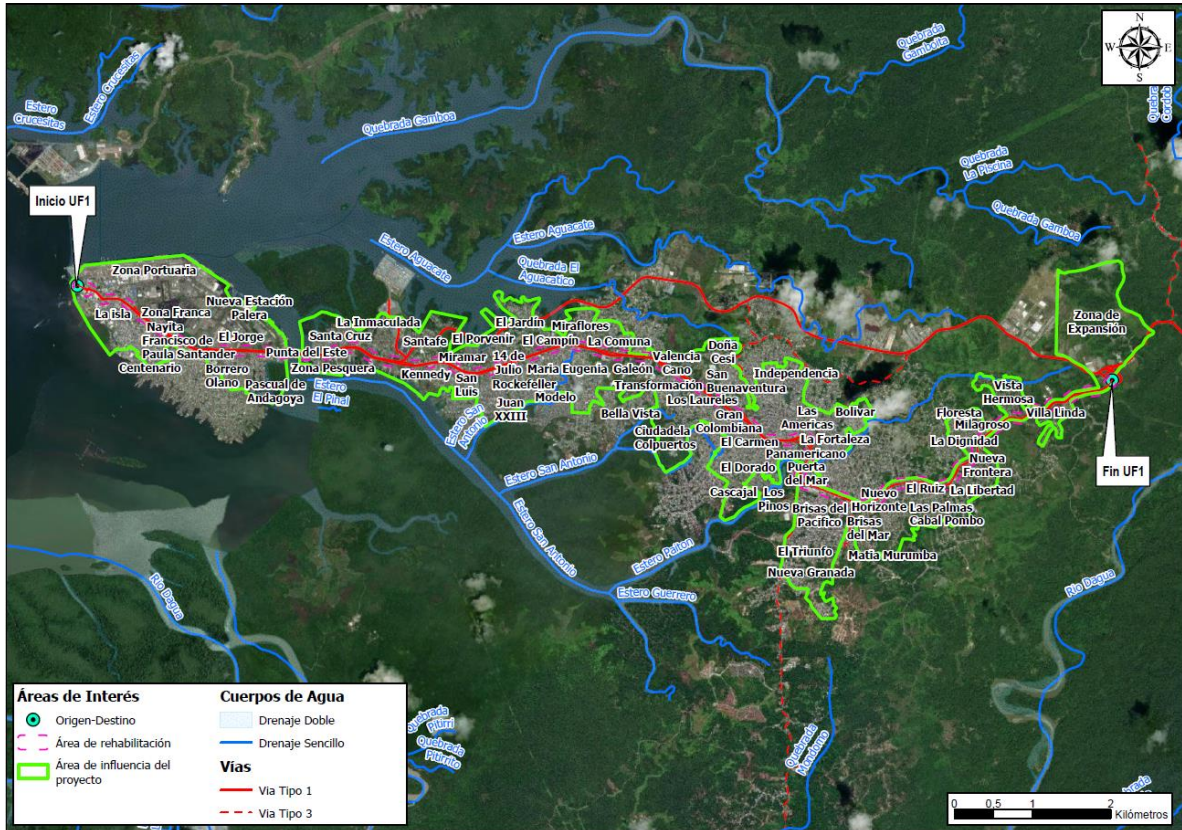 N
W
E
S
Quebrada Gamboita
Estero Crucesitas
Estero
Crucesitas
Quebrada Gamboa
Quebrada
La Piscina
Quebrada Gamboa
Inicio UF1
Estero Aguacate
Estero Aguacate
Quebrada El
Aguacatico
Zona Portuaria
La isla
Zona Franca
Nayita
Nueva Estación
Palera
Francisco de
Paula Santander
El Jorge
Centenario
Borrero
Olano
Pascual de
Andagoya
Punta del Este
Santa Cruz
La Inmaculada
Santafe
Zona Pesquera
Estero
El Pinal
Kennedy
Miramar
El Porvenir
San
Luis
El Jardín
El Campín
Miraflores
La Comuna
14 de
Julio
Maria Eugenia
Rockefeller
Modelo
Juan
XXIII
Galeón
Valencia
Cano
Doña
Cesí
San
Buenaventura
Independencia
Transformación
Los Laureles
Bella Vista
Gran
Colombiana
Las
Americas
Bolivar
Ciudadela
Colpuertos
El Carmen
La Fortaleza
Panamericano
El Dorado
Puerta
del Mar
Cascajal
Los
Pinos
Brisas del
Pacifico
Nuevo
Horizonte
Brisas
del Mar
El Ruiz
La Libertad
Las Palmas
Cabal Pombo
Matia Murumba
El Triunfo
Nueva Granada
Floresta
Milagroso
La Dignidad
Nueva
Frontera
Vista
Hermosa
Villa Linda
Zona de
Expansión
Fin UF1
Estero San
Antonio
Estero San Antonio
Estero San Antonio
Estero Paiton
Estero Guerrero
Río Dagua
Río Dagua
Quebrada
Pitirri
Quebrada
Pitirrito
Quebrada
Mondomo
Áreas de Interés
Origen-Destino
Área de rehabilitación
Área de influencia del
proyecto
Cuerpos de Agua
Drenaje Doble
Drenaje Sencillo
Vías
Via Tipo 1
Via Tipo 3
0 0,5 1 2
Kilómetros